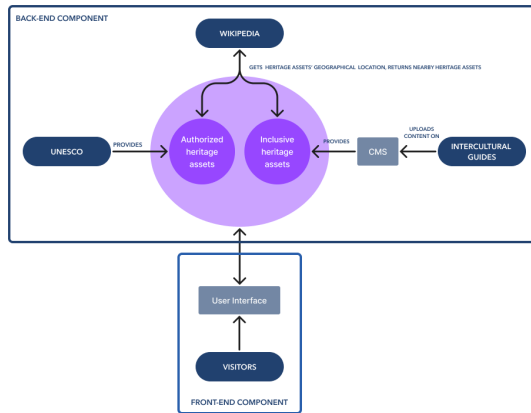 BACK-END COMPONENT
WIKIPEDIA
GETS HERITAGE ASSETS' GEOGRAPHICAL LOCATION, RETURNS NEARBY HERITAGE ASSETS
Authorized
heritage
assets
Inclusive
heritage
assets
UNESCO
PROVIDES
PROVIDES
CMS
UPLOADS
CONTENT ON
INTERCULTURAL
GUIDES
User Interface
VISITORS
FRONT-END COMPONENT